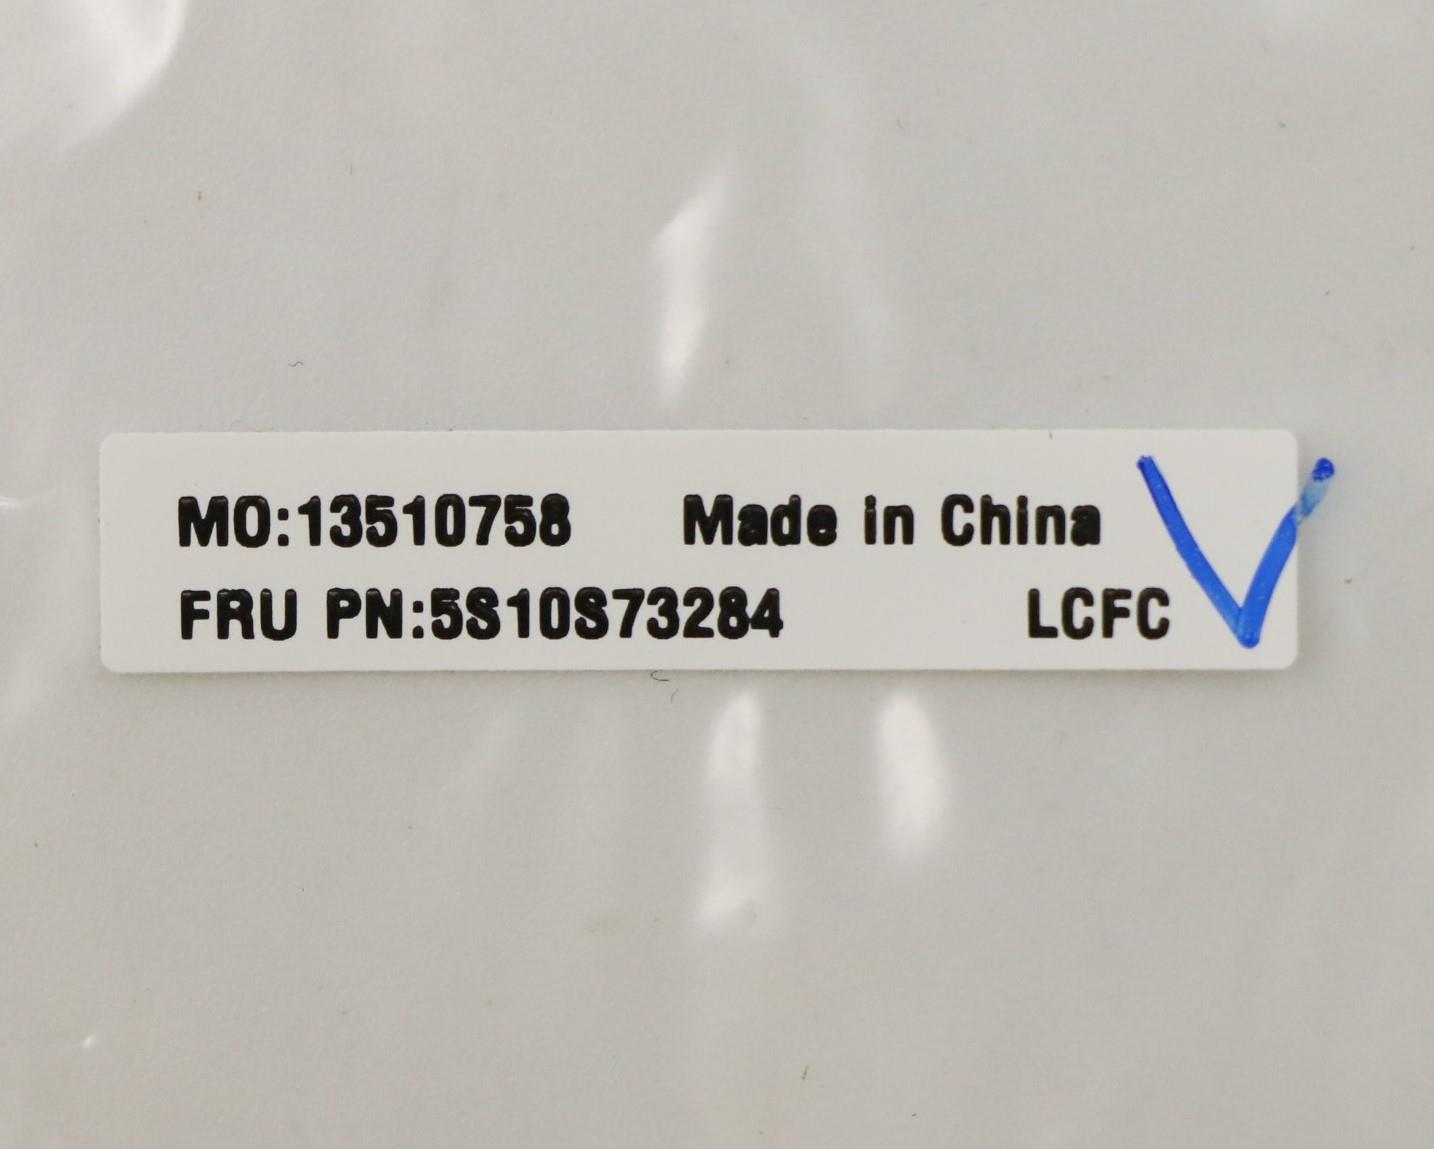 MO:13510758 Made in China
FRU PN:5S10S73284 LCFC